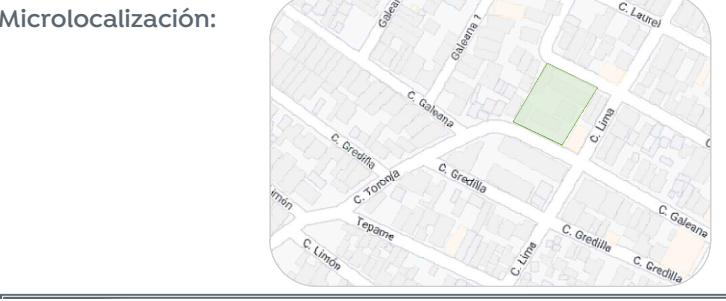 Microlocalización:
C. Laurel
Galeana 1
C. Galeana
C. Lima
C. Gredilla
C. Toronja
C. Gredilla
C. Galeana
Tepame
C. Gredilla
C. Limón
C. Lima
C. Gredilla